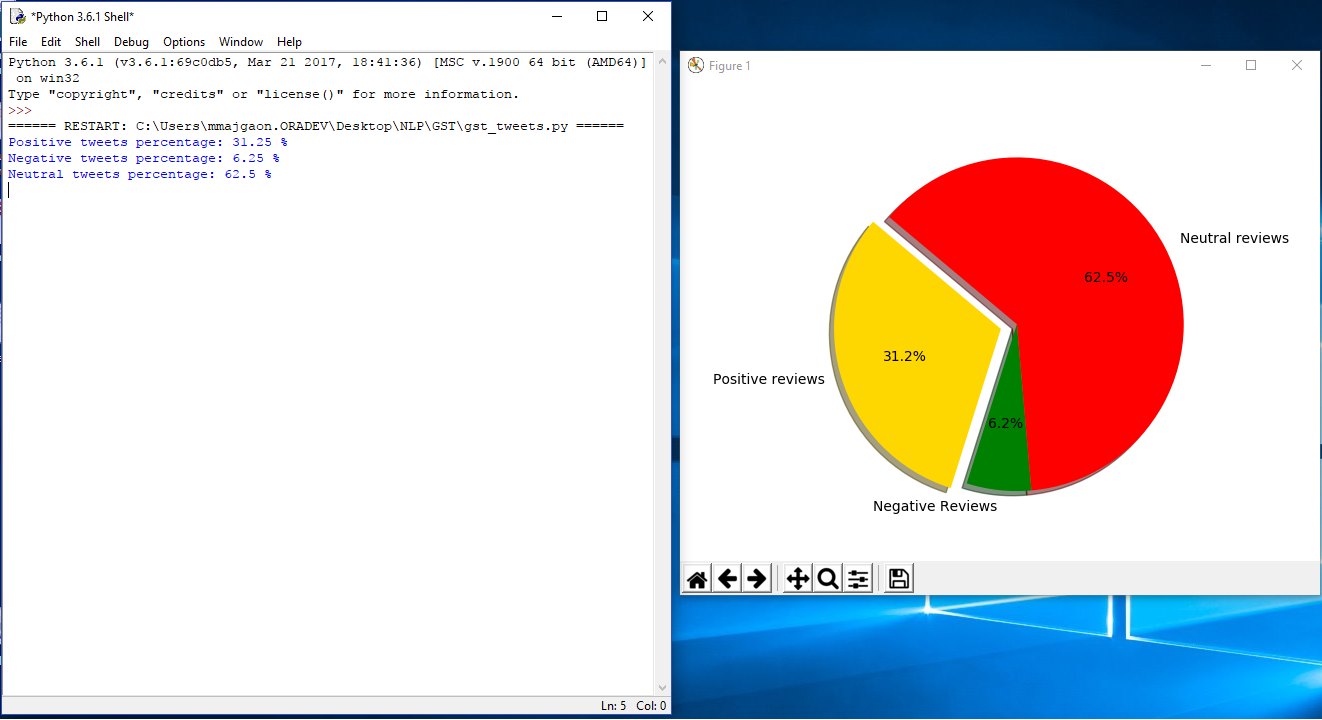 *Python 3.6.1 Shell*
File Edit Shell Debug Options Window Help
Python 3.6.1 (v3.6.1:69c0db5, Mar 21 2017, 18:41:36) [MSC v.1900 64 bit (AMD64)]
on win32
Type "copyright", "credits" or "license()" for more information.
>>>
====== RESTART: C:\Users\mmajgaon.ORADEV\Desktop\NLP\GST\gst_tweets.py ======
Positive tweets percentage: 31.25 %
Negative tweets percentage: 6.25 %
Neutral tweets percentage: 62.5 %
Ln: 5 Col: 0
Figure 1
Neutral reviews
62.5%
31.2%
Positive reviews
6.2%
Negative Reviews